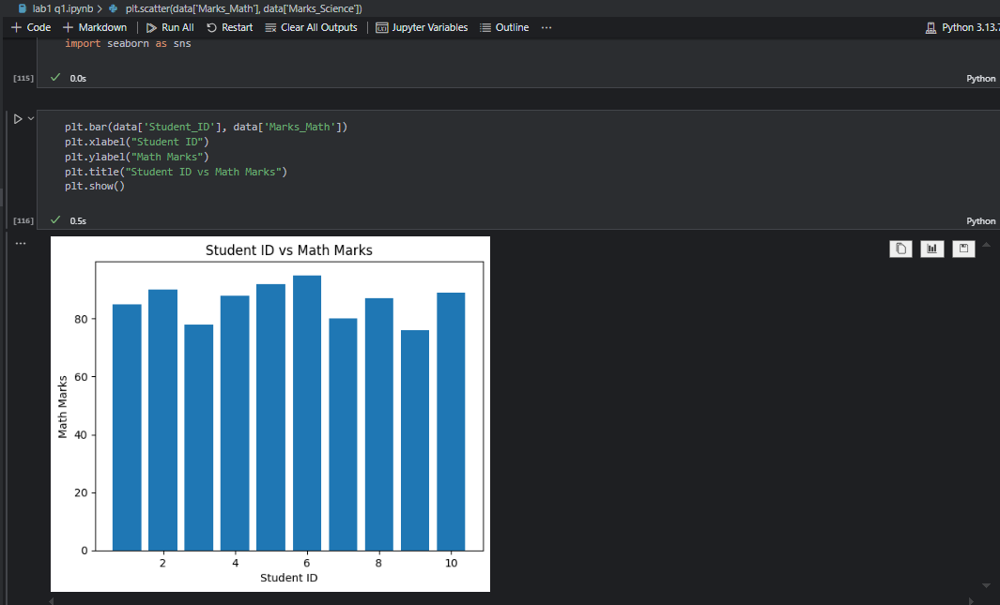 lab1 q1.ipynb > plt.scatter(data['Marks_Math'], data['Marks_Science'])
+ Code + Markdown | Run All Restart Clear All Outputs | Jupyter Variables Outline ... Python 3.13.7
import seaborn as sns
[115] ✓ 0.0s Python
plt.bar(data['Student_ID'], data['Marks_Math'])
plt.xlabel("Student ID")
plt.ylabel("Math Marks")
plt.title("Student ID vs Math Marks")
plt.show()
[116] ✓ 0.5s Python
...
Student ID vs Math Marks
80
60
40
20
0
Math Marks
2 4 6 8 10
Student ID